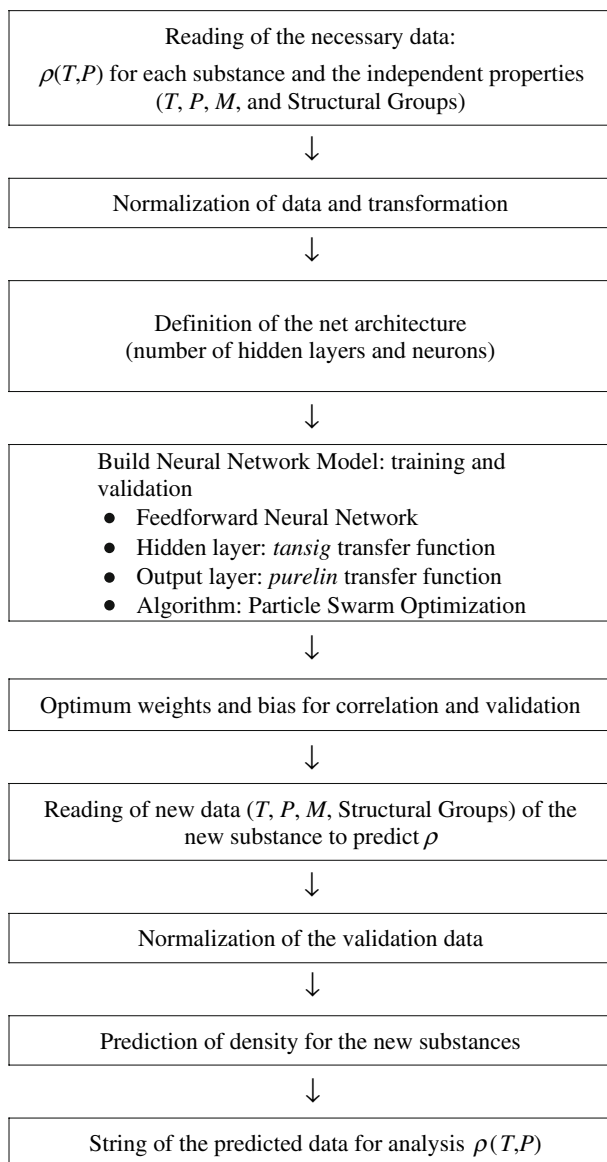 Reading of the necessary data:
ρ(T,P) for each substance and the independent properties
(T, P, M, and Structural Groups)
↓
Normalization of data and transformation
↓
Definition of the net architecture
(number of hidden layers and neurons)
↓
Build Neural Network Model: training and
validation
● Feedforward Neural Network
● Hidden layer: tansig transfer function
● Output layer: purelin transfer function
● Algorithm: Particle Swarm Optimization
↓
Optimum weights and bias for correlation and validation
↓
Reading of new data (T, P, M, Structural Groups) of the
new substance to predict ρ
↓
Normalization of the validation data
↓
Prediction of density for the new substances
↓
String of the predicted data for analysis ρ(T,P)